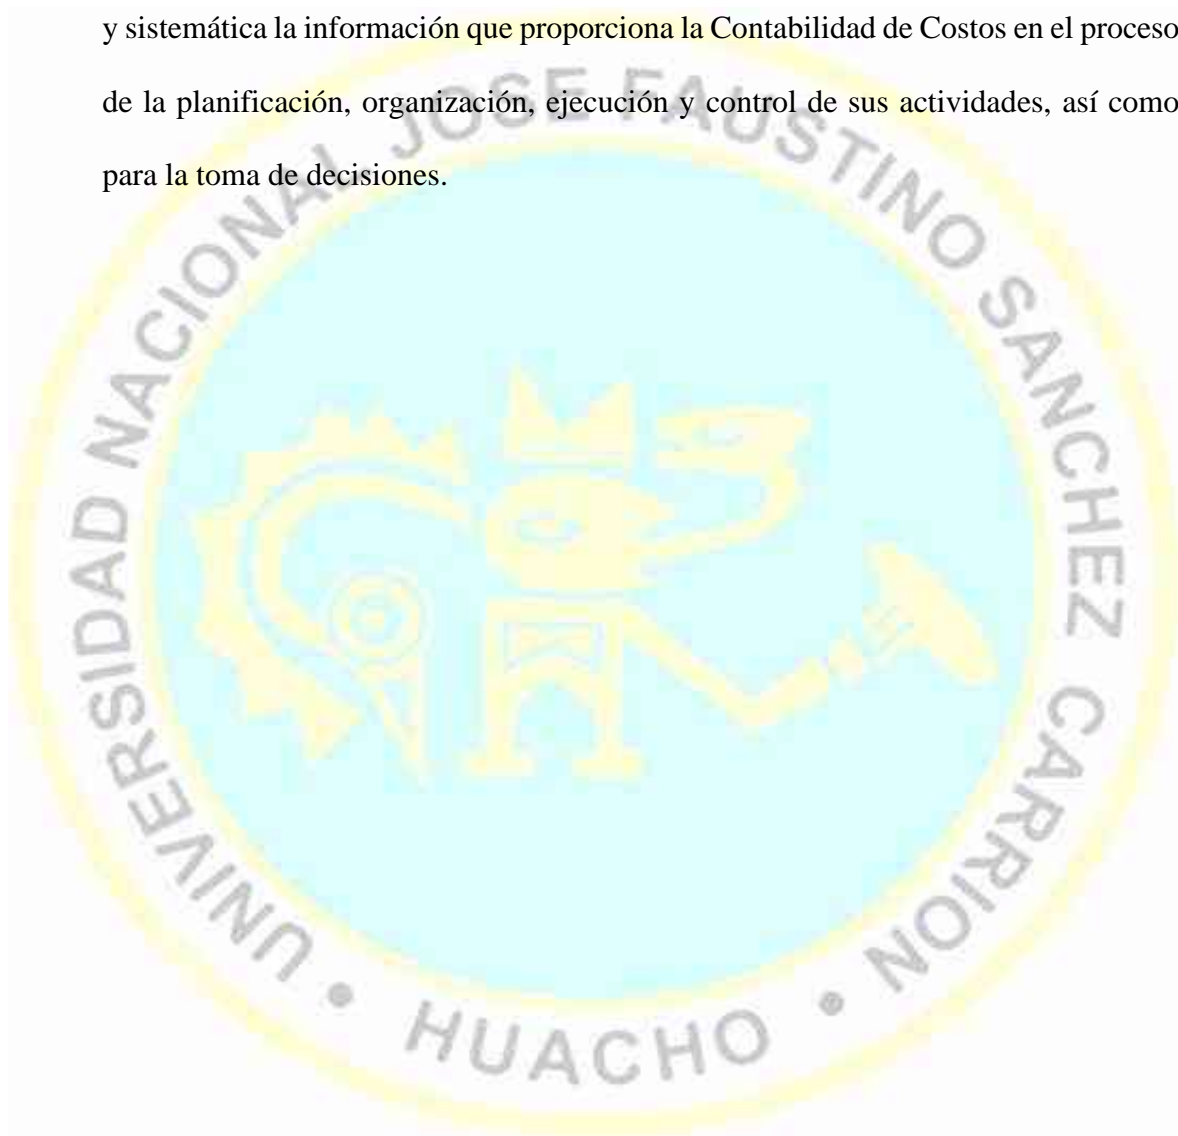 y sistemática la información que proporciona la Contabilidad de Costos en el proceso
de la planificación, organización, ejecución y control de sus actividades, así como
para la toma de decisiones.
UNIVERSIDAD NACIONAL JOSE FAUSTINO SANCHEZ CARRION
• HUACHO •